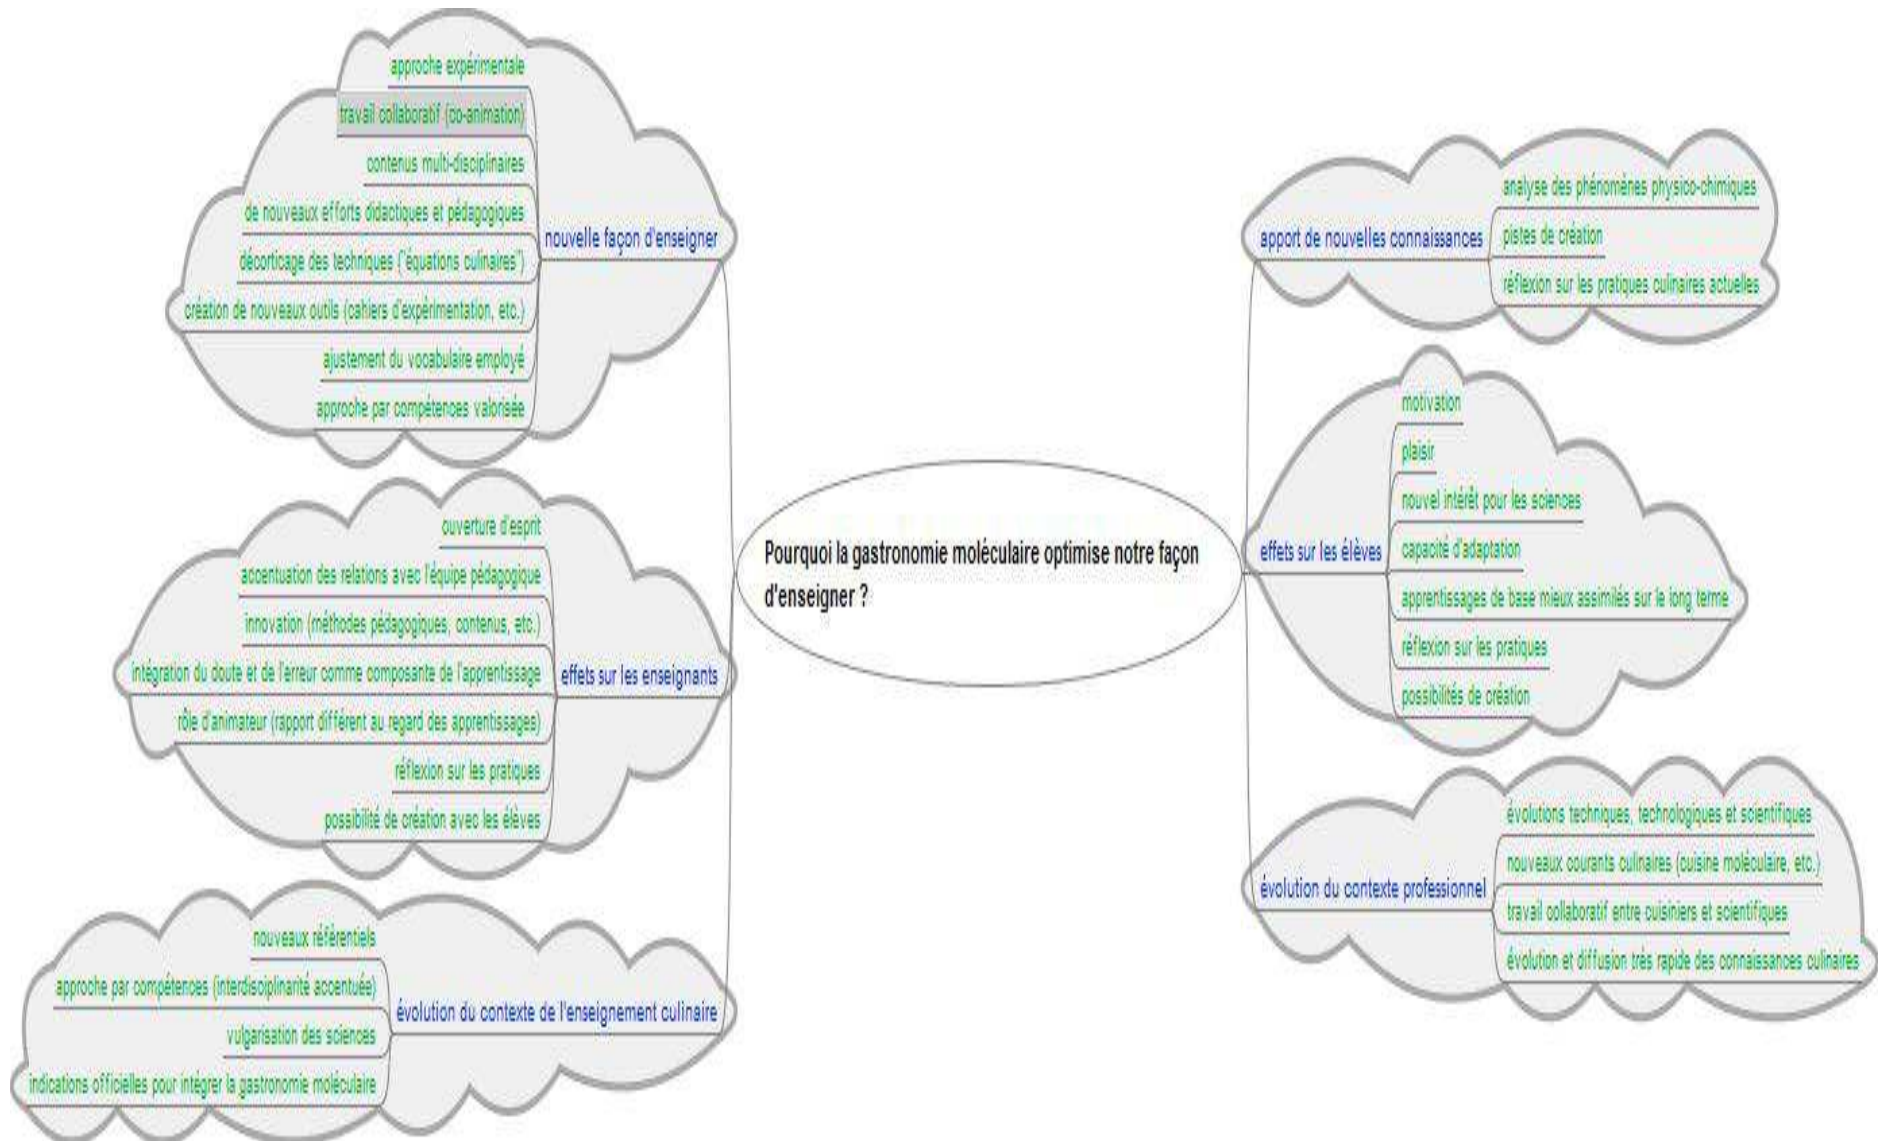 approche expérimentale
travail collaboratif (co-animation)
contenus multi-disciplinaires
de nouveaux efforts didactiques et pédagogiques
décorticage des techniques ("équations culinaires")
création de nouveaux outils (cahiers d'expérimentation, etc.)
ajustement du vocabulaire employé
approche par compétences valorisée
nouvelle façon d'enseigner
ouverture d'esprit
accentuation des relations avec l'équipe pédagogique
innovation (méthodes pédagogiques, contenus, etc.)
intégration du doute et de l'erreur comme composante de l'apprentissage
rôle d'animateur (rapport différent au regard des apprentissages)
réflexion sur les pratiques
possibilité de création avec les élèves
effets sur les enseignants
nouveaux référentiels
approche par compétences (interdisciplinarité accentuée)
vulgarisation des sciences
indications officielles pour intégrer la gastronomie moléculaire
évolution du contexte de l'enseignement culinaire
Pourquoi la gastronomie moléculaire optimise notre façon
d'enseigner ?
apport de nouvelles connaissances
analyse des phénomènes physico-chimiques
pistes de création
réflexion sur les pratiques culinaires actuelles
effets sur les élèves
motivation
plaisir
nouvel intérêt pour les sciences
capacité d'adaptation
apprentissages de base mieux assimilés sur le long terme
réflexion sur les pratiques
possibilités de création
évolution du contexte professionnel
évolutions techniques, technologiques et scientifiques
nouveaux courants culinaires (cuisine moléculaire, etc.)
travail collaboratif entre cuisiniers et scientifiques
évolution et diffusion très rapide des connaissances culinaires